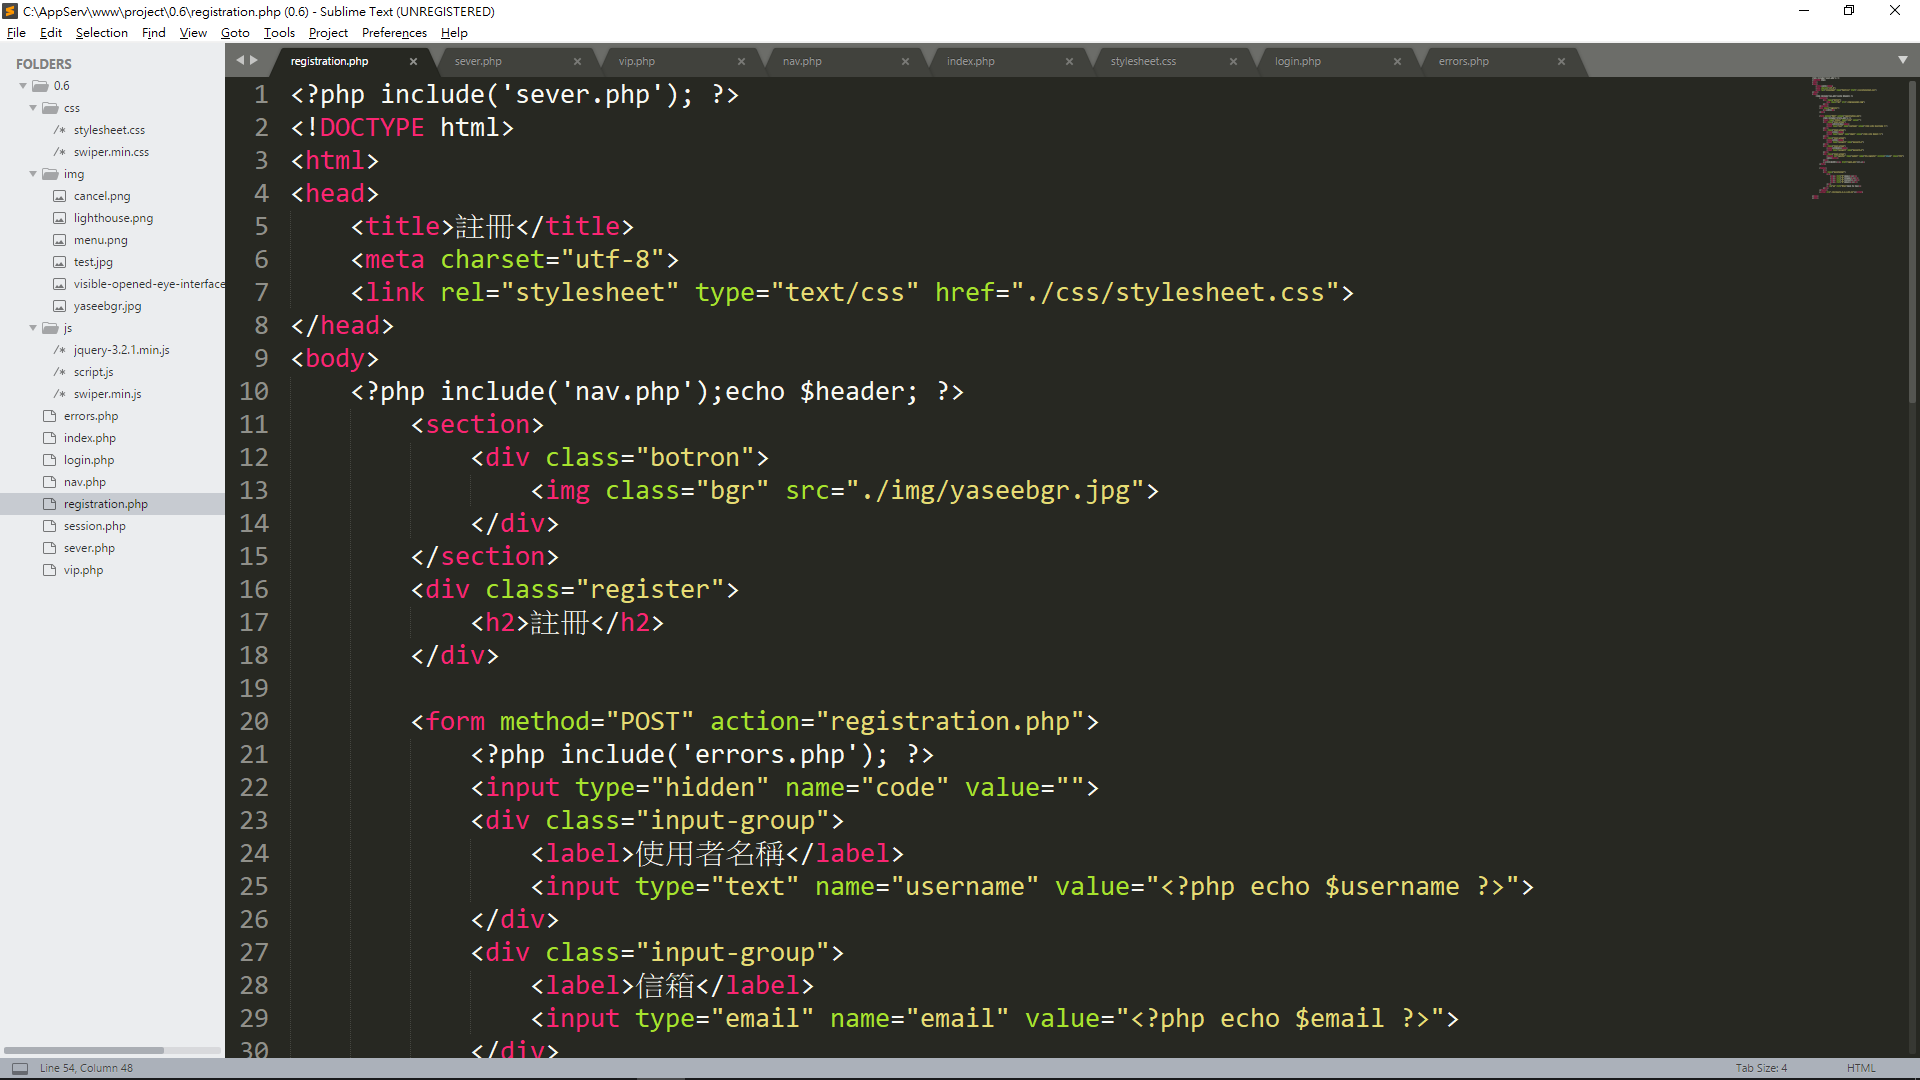 C:\AppServ\www\project\0.6\registration.php (0.6) - Sublime Text (UNREGISTERED)
File Edit Selection Find View Goto Tools Project Preferences Help
FOLDERS
0.6
css
/* stylesheet.css
/* swiper.min.css
img
cancel.png
lighthouse.png
menu.png
test.jpg
visible-opened-eye-interface
yaseebgr.jpg
js
/* jquery-3.2.1.min.js
/* script.js
/* swiper.min.js
errors.php
index.php
login.php
nav.php
registration.php
session.php
sever.php
vip.php
registration.php sever.php vip.php nav.php index.php stylesheet.css login.php errors.php
1 <?php include('sever.php'); ?>
2 <!DOCTYPE html>
3 <html>
4 <head>
5 <title>註冊</title>
6 <meta charset="utf-8">
7 <link rel="stylesheet" type="text/css" href="./css/stylesheet.css">
8 </head>
9 <body>
10 <?php include('nav.php');echo $header; ?>
11 <section>
12 <div class="botron">
13 <img class="bgr" src="./img/yaseebgr.jpg">
14 </div>
15 </section>
16 <div class="register">
17 <h2>註冊</h2>
18 </div>
19
20 <form method="POST" action="registration.php">
21 <?php include('errors.php'); ?>
22 <input type="hidden" name="code" value="">
23 <div class="input-group">
24 <label>使用者名稱</label>
25 <input type="text" name="username" value="<?php echo $username ?>">
26 </div>
27 <div class="input-group">
28 <label>信箱</label>
29 <input type="email" name="email" value="<?php echo $email ?>">
30 </div>
Line 54, Column 48
Tab Size: 4
HTML